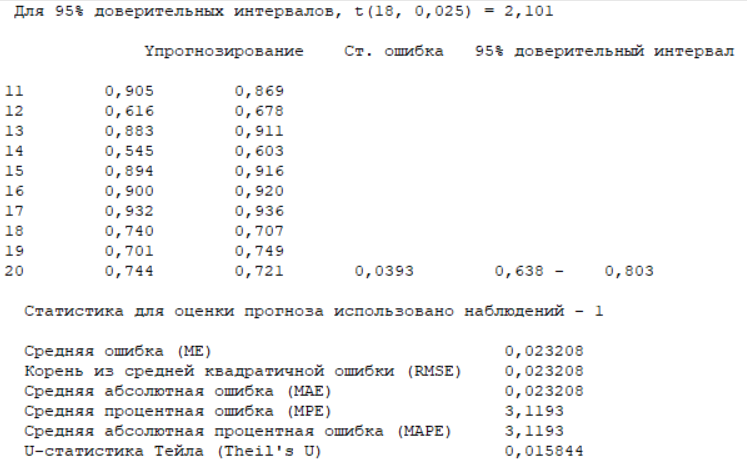 Для 95% доверительных интервалов, t(18, 0,025) = 2,101
Yпрогнозирование Ст. ошибка 95% доверительный интервал
11 0,905 0,869
12 0,616 0,678
13 0,883 0,911
14 0,545 0,603
15 0,894 0,916
16 0,900 0,920
17 0,932 0,936
18 0,740 0,707
19 0,701 0,749
20 0,744 0,721 0,0393 0,638 - 0,803
Статистика для оценки прогноза использовано наблюдений - 1
Средняя ошибка (ME) 0,023208
Корень из средней квадратичной ошибки (RMSE) 0,023208
Средняя абсолютная ошибка (MAE) 0,023208
Средняя процентная ошибка (MPE) 3,1193
Средняя абсолютная процентная ошибка (MAPE) 3,1193
U-статистика Тейла (Theil's U) 0,015844